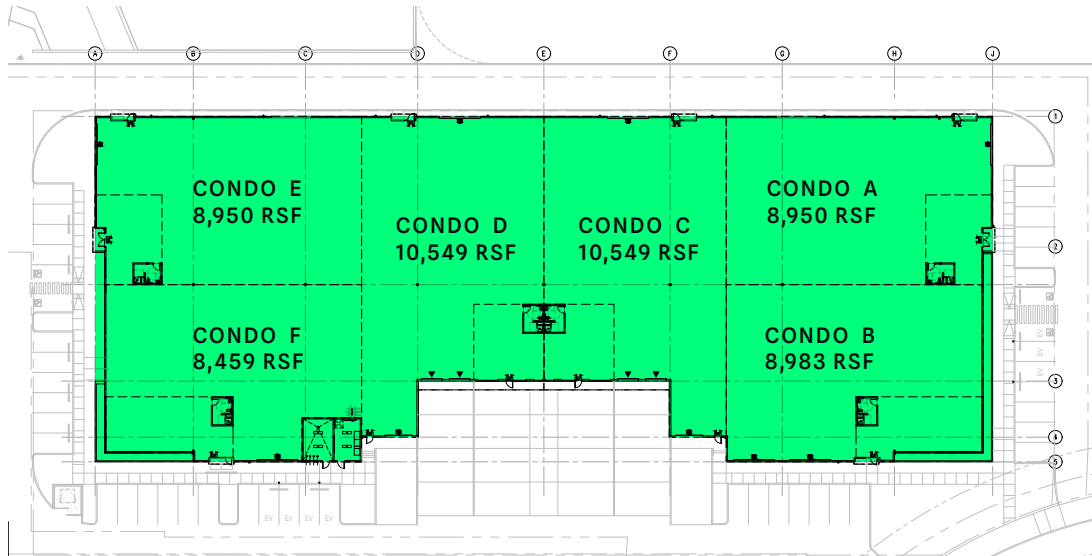 A B C D E F G H J
1
CONDO E
8,950 RSF
CONDO A
8,950 RSF
CONDO D
10,549 RSF
CONDO C
10,549 RSF
2
CONDO F
8,459 RSF
CONDO B
8,983 RSF
EV
EV
EV
3
4
5
EV EV EV EV